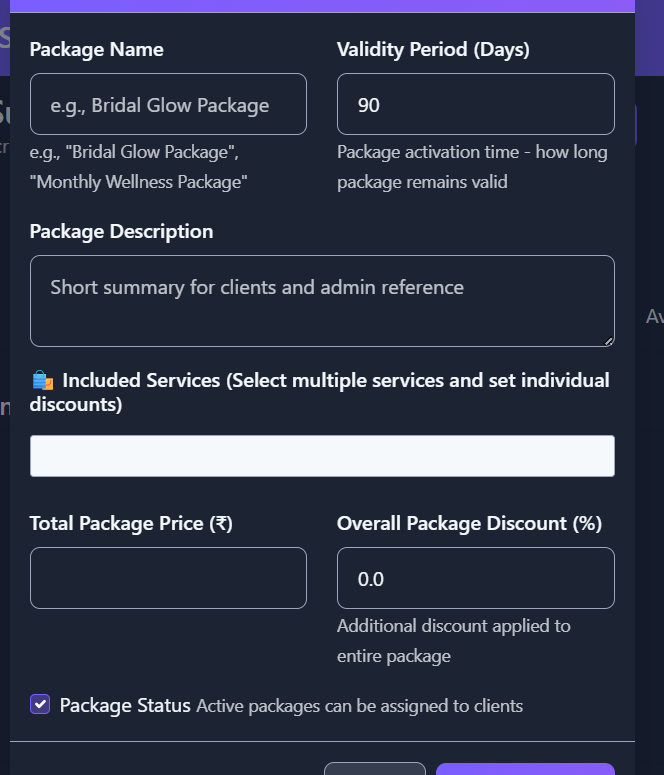 Package Name
Validity Period (Days)
e.g., Bridal Glow Package
90
e.g., "Bridal Glow Package",
"Monthly Wellness Package"
Package activation time - how long
package remains valid
Package Description
Short summary for clients and admin reference
Included Services (Select multiple services and set individual
discounts)
Total Package Price (₹)
Overall Package Discount (%)
0.0
Additional discount applied to
entire package
Package Status Active packages can be assigned to clients